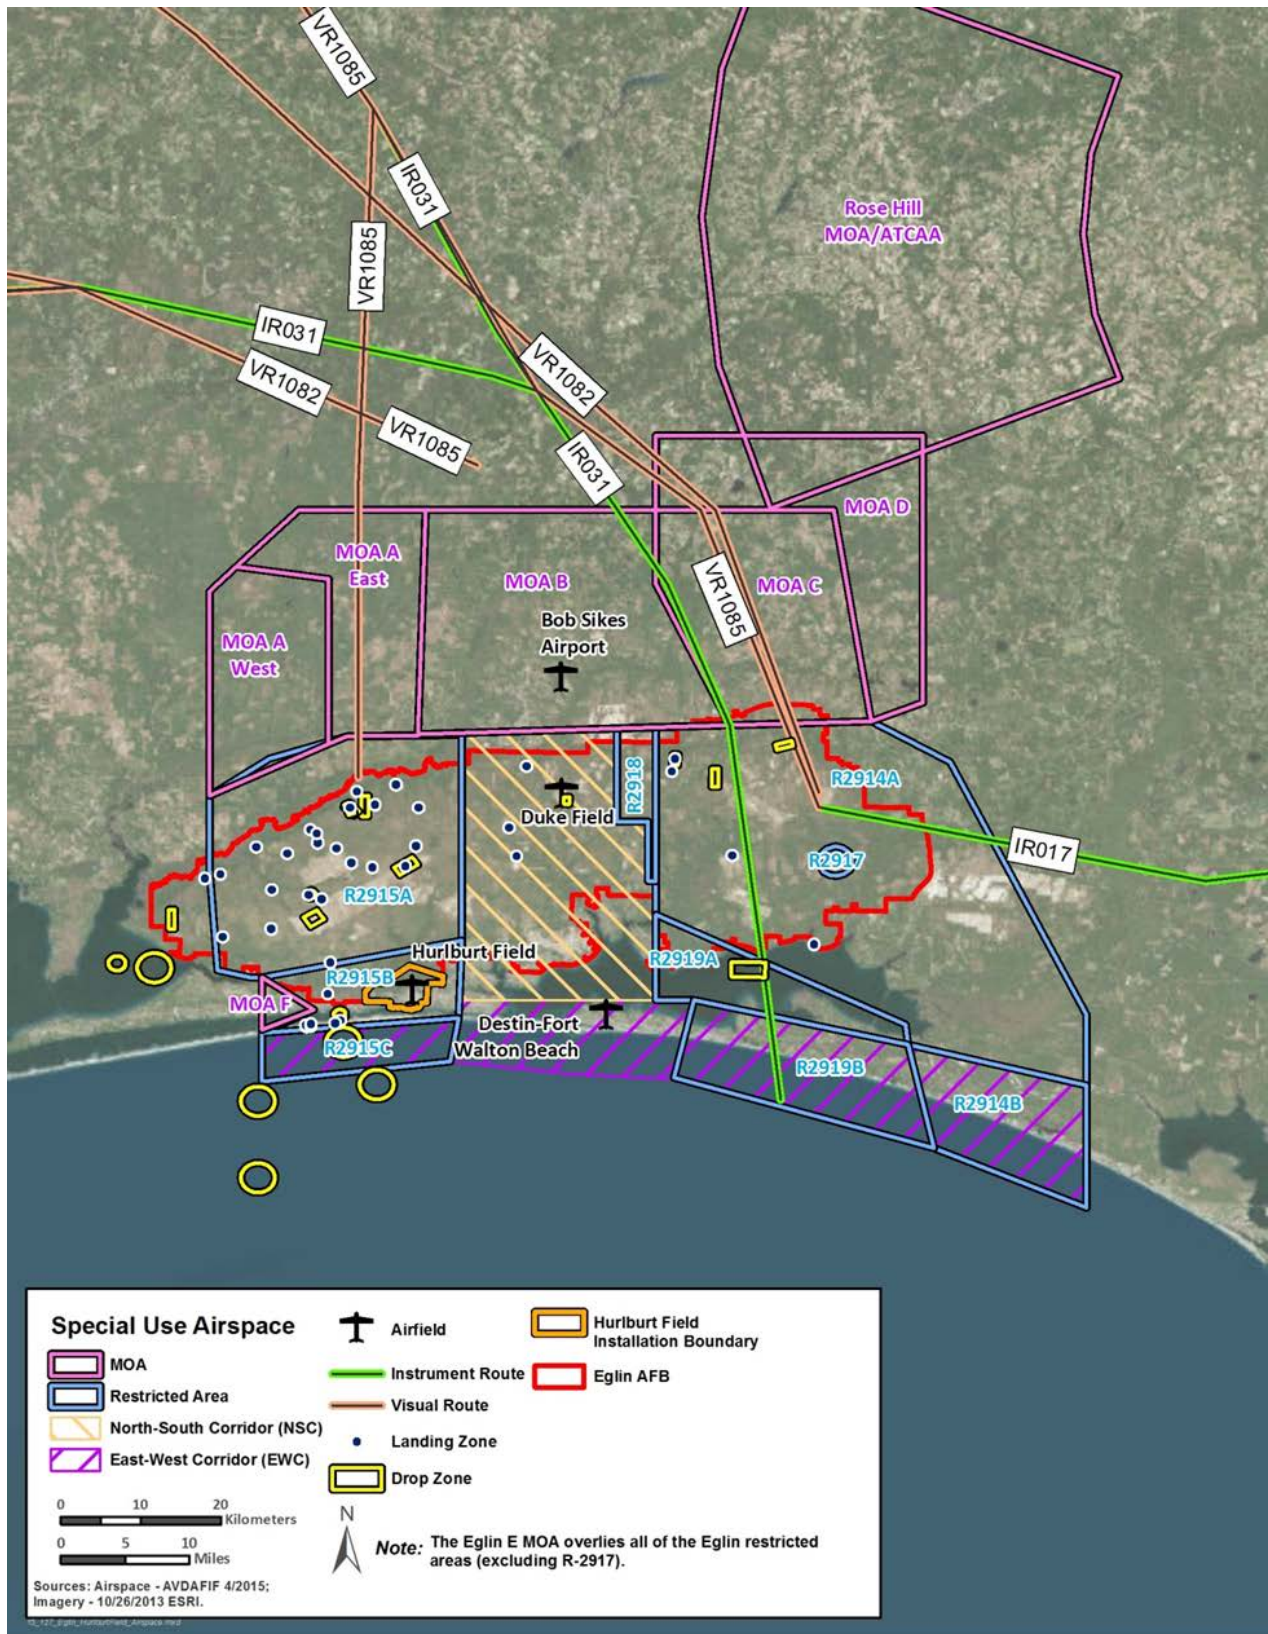 VR1085
IR031
Rose Hill
MOA/ATCAA
VR1085
IR031
VR1082
VR1082
VR1085
IR031
MOA D
MOA A
East
MOA B
MOA C
VR1085
Bob Sikes
Airport
MOA A
West
R2918
R2914A
Duke Field
IR017
R2917
R2915A
Hurlburt Field
R2919A
R2915B
MOA F
Destin-Fort
Walton Beach
R2915C
R2919B
R2914B
Special Use Airspace
MOA
Restricted Area
North-South Corridor (NSC)
East-West Corridor (EWC)
Airfield
Instrument Route
Visual Route
Landing Zone
Drop Zone
Hurlburt Field
Installation Boundary
Eglin AFB
0 10 20
Kilometers
0 5 10
Miles
N
Note: The Eglin E MOA overlies all of the Eglin restricted
areas (excluding R-2917).
Sources: Airspace - AVDAFIF 4/2015;
Imagery - 10/26/2013 ESRI.